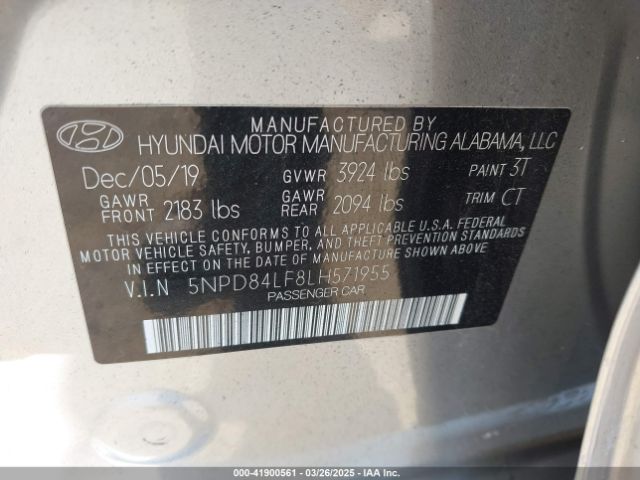 MANUFACTURED BY
HYUNDAI MOTOR MANUFACTURING ALABAMA, LLC
Dec/05/19 GVWR 3924 lbs PAINT 3T
GAWR FRONT 2183 lbs GAWR REAR 2094 lbs TRIM CT
THIS VEHICLE CONFORMS TO ALL APPLICABLE U.S.A. FEDERAL
MOTOR VEHICLE SAFETY, BUMPER, AND THEFT PREVENTION STANDARDS
IN EFFECT ON THE DATE OF MANUFACTURE SHOWN ABOVE.
V.I.N 5NPD84LF8LH571955
PASSENGER CAR
000-41900561 | 03/26/2025 - IAA Inc.